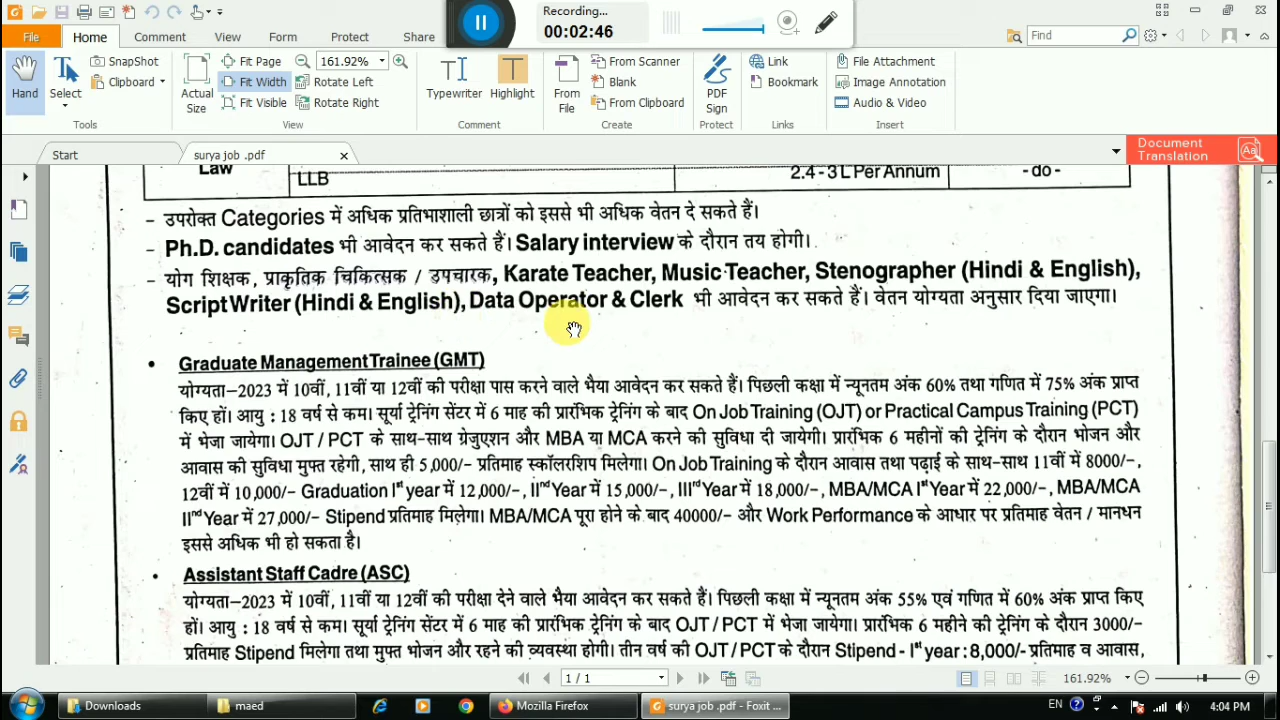 Recording...
00:02:46
File
Home
Comment
View
Form
Protect
Share
Find
Hand
Select
SnapShot
Clipboard
Actual
Size
Fit Page
Fit Width
Fit Visible
161.92%
Rotate Left
Rotate Right
Typewriter
Highlight
From
File
From Scanner
Blank
From Clipboard
PDF
Sign
Link
Bookmark
File Attachment
Image Annotation
Audio & Video
Tools
View
Comment
Create
Protect
Links
Insert
Start
surya job .pdf
Document
Translation
Law
LLB
2.4 - 3 L Per Annum
- do -
– उपरोक्त Categories में अधिक प्रतिभाशाली छात्रों को इससे भी अधिक वेतन दे सकते हैं।
– Ph.D. candidates भी आवेदन कर सकते हैं। Salary interview के दौरान तय होगी।
– योग शिक्षक, प्राकृतिक चिकित्सक / उपचारक, Karate Teacher, Music Teacher, Stenographer (Hindi & English),
Script Writer (Hindi & English), Data Operator & Clerk भी आवेदन कर सकते हैं। वेतन योग्यता अनुसार दिया जाएगा।
• Graduate Management Trainee (GMT)
योग्यता–2023 में 10वीं, 11वीं या 12वीं की परीक्षा पास करने वाले भैया आवेदन कर सकते हैं। पिछली कक्षा में न्यूनतम अंक 60% तथा गणित में 75% अंक प्राप्त
किए हों। आयु : 18 वर्ष से कम। सूर्या ट्रेनिंग सेंटर में 6 माह की प्रारंभिक ट्रेनिंग के बाद On Job Training (OJT) or Practical Campus Training (PCT)
में भेजा जायेगा। OJT / PCT के साथ-साथ ग्रेजुएशन और MBA या MCA करने की सुविधा दी जायेगी। प्रारंभिक 6 महीनों की ट्रेनिंग के दौरान भोजन और
आवास की सुविधा मुफ्त रहेगी, साथ ही 5,000/- प्रतिमाह स्कॉलरशिप मिलेगा। On Job Training के दौरान आवास तथा पढ़ाई के साथ-साथ 11वीं में 8000/-,
12वीं में 10,000/- Graduation Ist year में 12,000/-, IInd Year में 15,000/-, IIIrd Year में 18,000/-, MBA/MCA Ist Year में 22,000/-, MBA/MCA
IInd Year में 27,000/- Stipend प्रतिमाह मिलेगा। MBA/MCA पूरा होने के बाद 40000/- और Work Performance के आधार पर प्रतिमाह वेतन / मानधन
इससे अधिक भी हो सकता है।
• Assistant Staff Cadre (ASC)
योग्यता–2023 में 10वीं, 11वीं या 12वीं की परीक्षा देने वाले भैया आवेदन कर सकते हैं। पिछली कक्षा में न्यूनतम अंक 55% एवं गणित में 60% अंक प्राप्त किए
हों। आयु : 18 वर्ष से कम। सूर्या ट्रेनिंग सेंटर में 6 माह की प्रारंभिक ट्रेनिंग के बाद OJT / PCT में भेजा जायेगा। प्रारंभिक 6 महीने की ट्रेनिंग के दौरान 3000/-
प्रतिमाह Stipend मिलेगा तथा मुफ्त भोजन और रहने की व्यवस्था होगी। तीन वर्ष की OJT / PCT के दौरान Stipend - Ist year : 8,000/- प्रतिमाह व आवास,
1 / 1
161.92%
Downloads
maed
Mozilla Firefox
surya job .pdf - Foxit ...
EN
4:04 PM